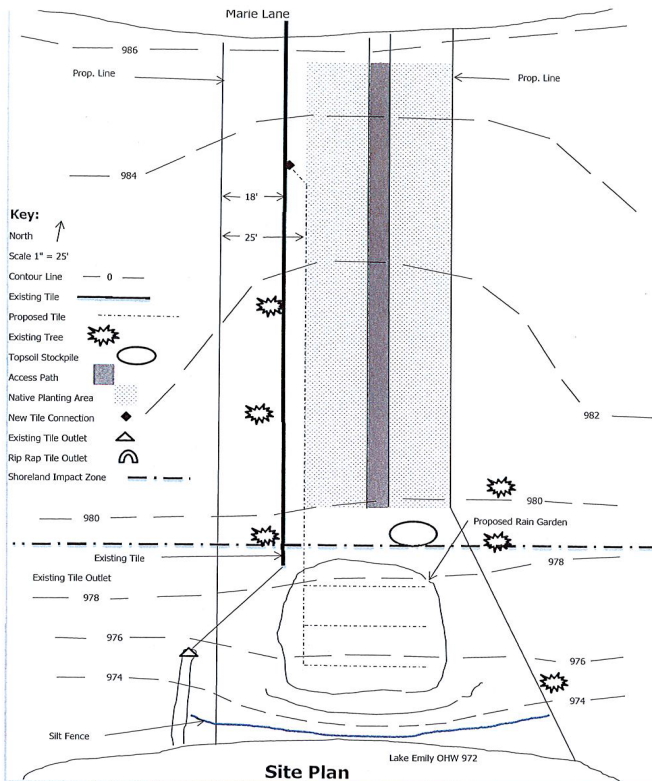 Marie Lane
986
Prop. Line
Prop. Line
984
18'
25'
Key:
North
Scale 1" = 25'
Contour Line
0
Existing Tile
Proposed Tile
Existing Tree
Topsoil Stockpile
Access Path
Native Planting Area
New Tile Connection
Existing Tile Outlet
Rip Rap Tile Outlet
Shoreland Impact Zone
982
980
980
Proposed Rain Garden
Existing Tile
978
Existing Tile Outlet
978
976
976
974
974
Silt Fence
Lake Emily OHW 972
Site Plan